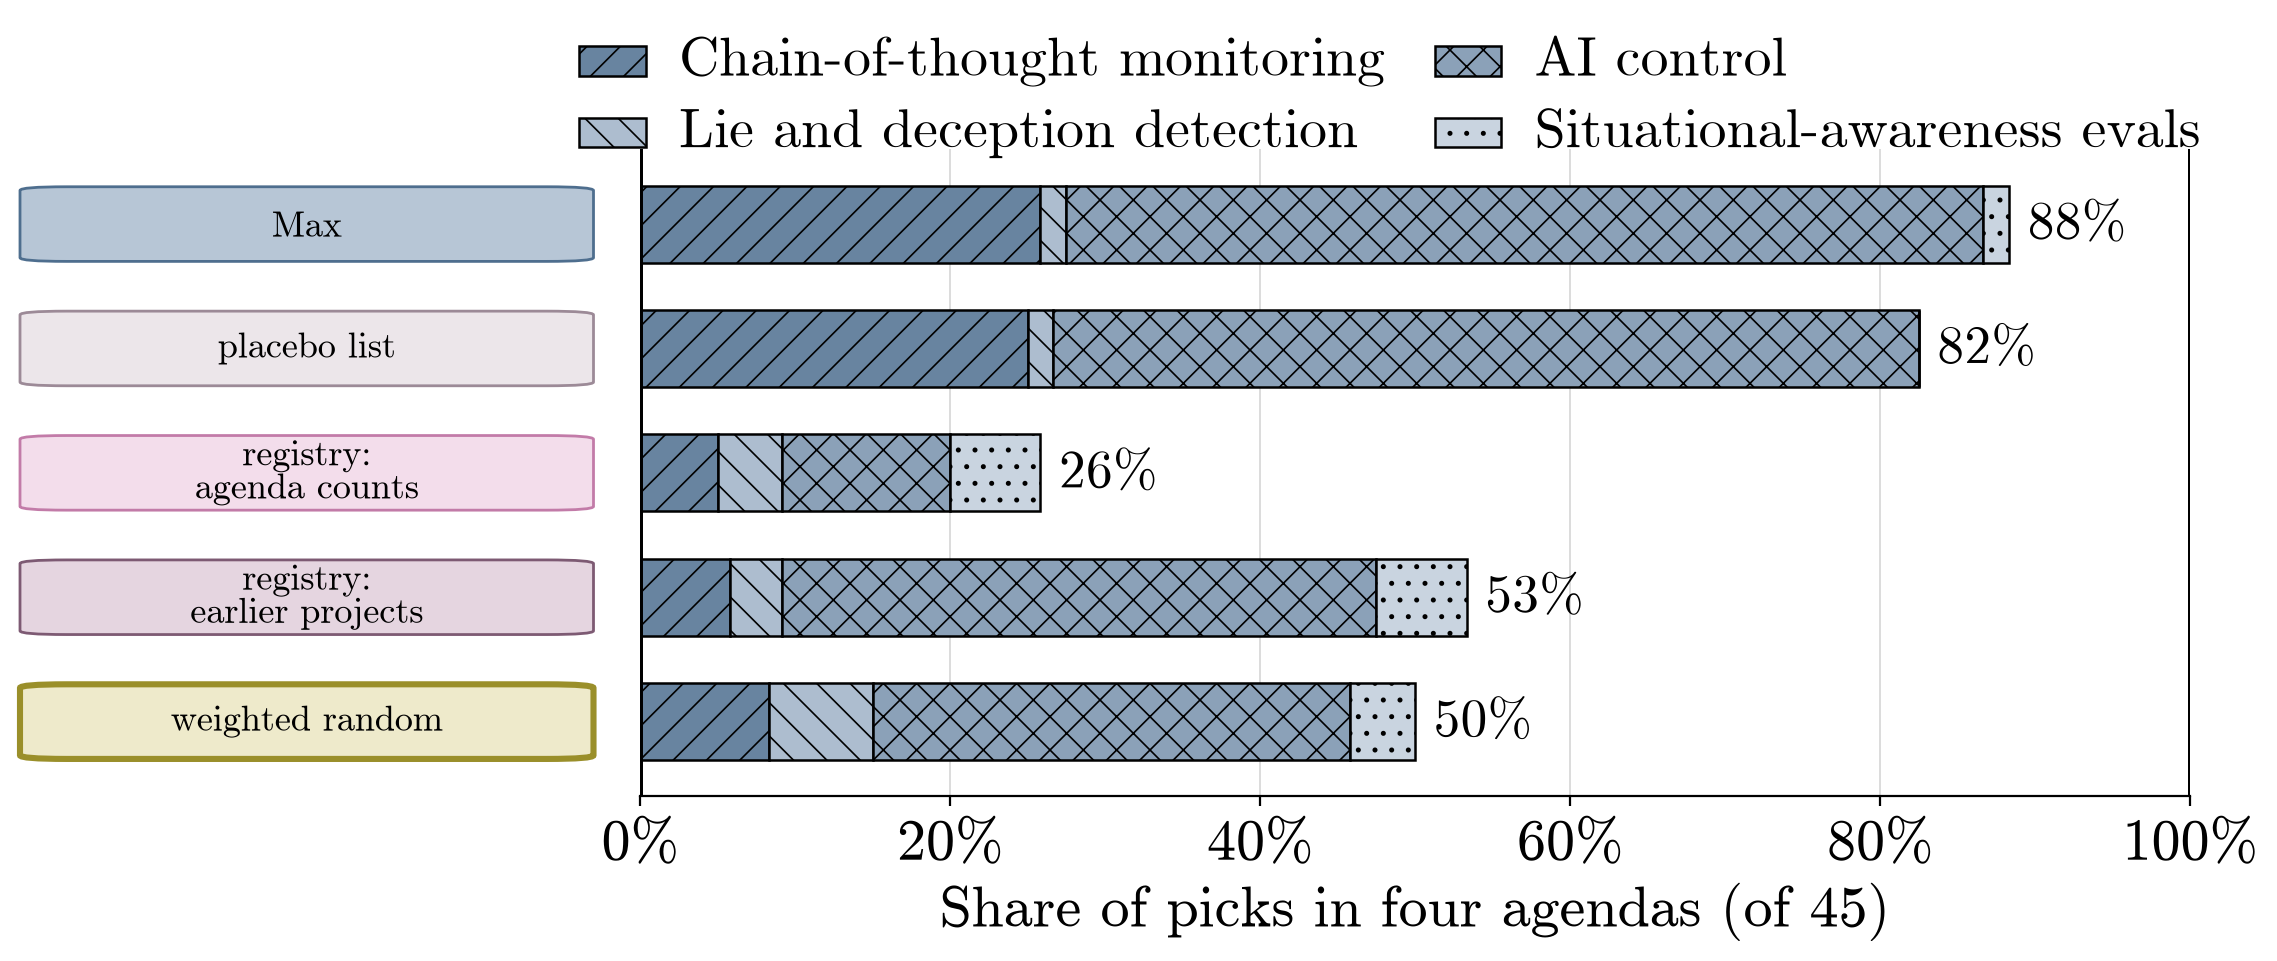 Chain-of-thought monitoring
AI control
Lie and deception detection
Situational-awareness evals
Max
88%
placebo list
82%
registry:
agenda counts
26%
registry:
earlier projects
53%
weighted random
50%
0%
20%
40%
60%
80%
100%
Share of picks in four agendas (of 45)